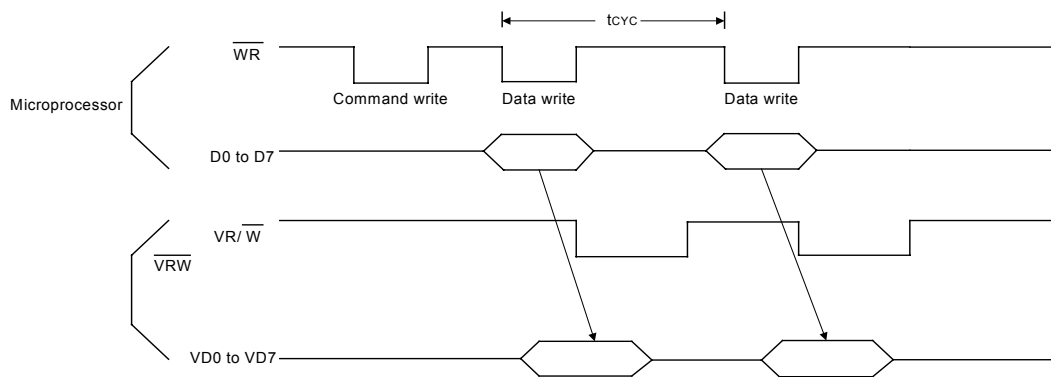 tCYC
WR
Command write
Data write
Data write
Microprocessor
D0 to D7
VR/ W
VRW
VD0 to VD7